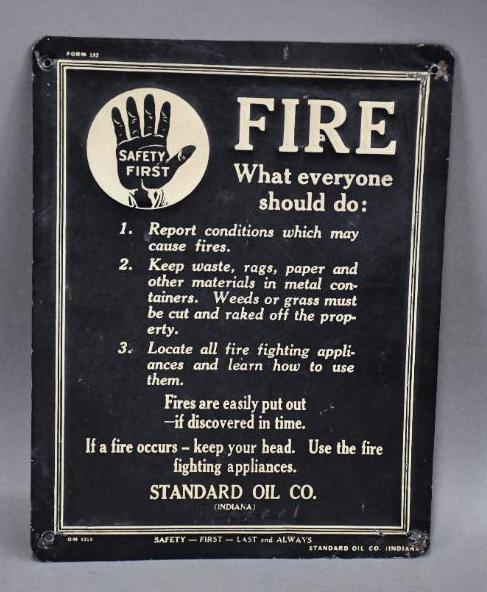 FORM 182
SAFETY
FIRST
FIRE
What everyone
should do:
1. Report conditions which may
cause fires.
2. Keep waste, rags, paper and
other materials in metal con-
tainers. Weeds or grass must
be cut and raked off the prop-
erty.
3. Locate all fire fighting appli-
ances and learn how to use
them.
Fires are easily put out
—if discovered in time.
If a fire occurs – keep your head. Use the fire
fighting appliances.
STANDARD OIL CO.
(INDIANA)
SAFETY — FIRST — LAST and ALWAYS
STANDARD OIL CO. (INDIANA